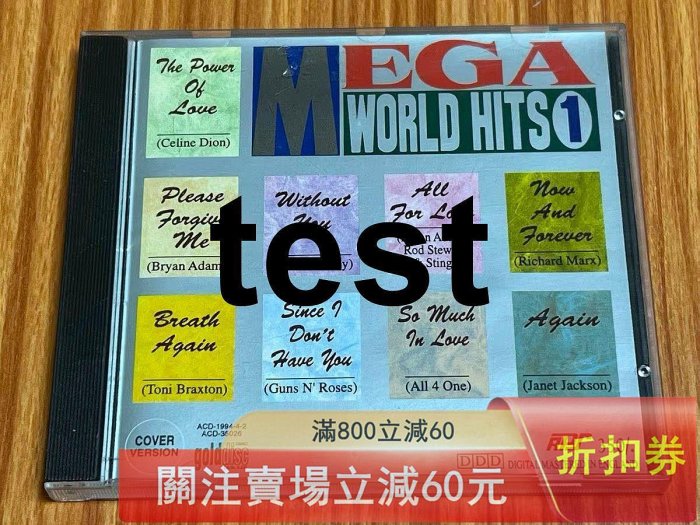 MEGA
WORLD HITS 1
The Power
Of
Love
(Celine Dion)
Please
Forgive
Me
(Bryan Adam
Without
You
All
For Love
Rod Stew
Sting
Now
And
Forever
(Richard Marx)
test
Breath
Again
(Toni Braxton)
Since I
Don't
Have You
(Guns N' Roses)
So Much
In Love
(All 4 One)
Again
(Janet Jackson)
COVER
VERSION
ACD-1994-4-2
ACD-35026
golddisc
DDD
滿800立減60
關注賣場立減60元
折扣券